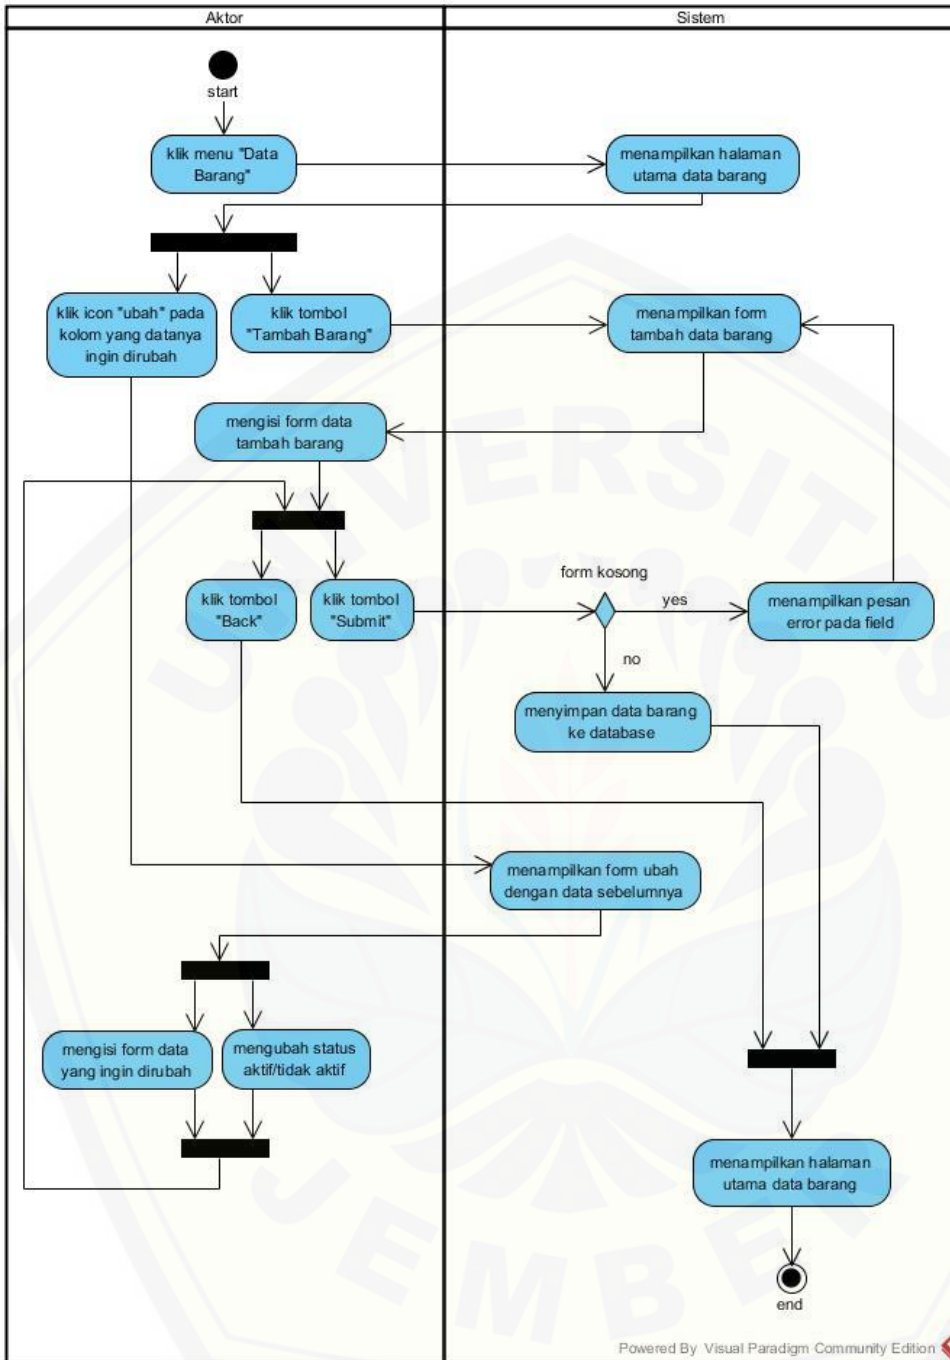 Aktor
Sistem
start
klik menu "Data
Barang"
menampilkan halaman
utama data barang
klik icon "ubah" pada
kolom yang datanya
ingin dirubah
klik tombol
"Tambah Barang"
menampilkan form
tambah data barang
mengisi form data
tambah barang
klik tombol
"Back"
klik tombol
"Submit"
form kosong
yes
menampilkan pesan
error pada field
no
menyimpan data barang
ke database
menampilkan form ubah
dengan data sebelumnya
mengisi form data
yang ingin dirubah
mengubah status
aktif/tidak aktif
menampilkan halaman
utama data barang
end
UNIVERSITAS
JEMBER
Powered By Visual Paradigm Community Edition